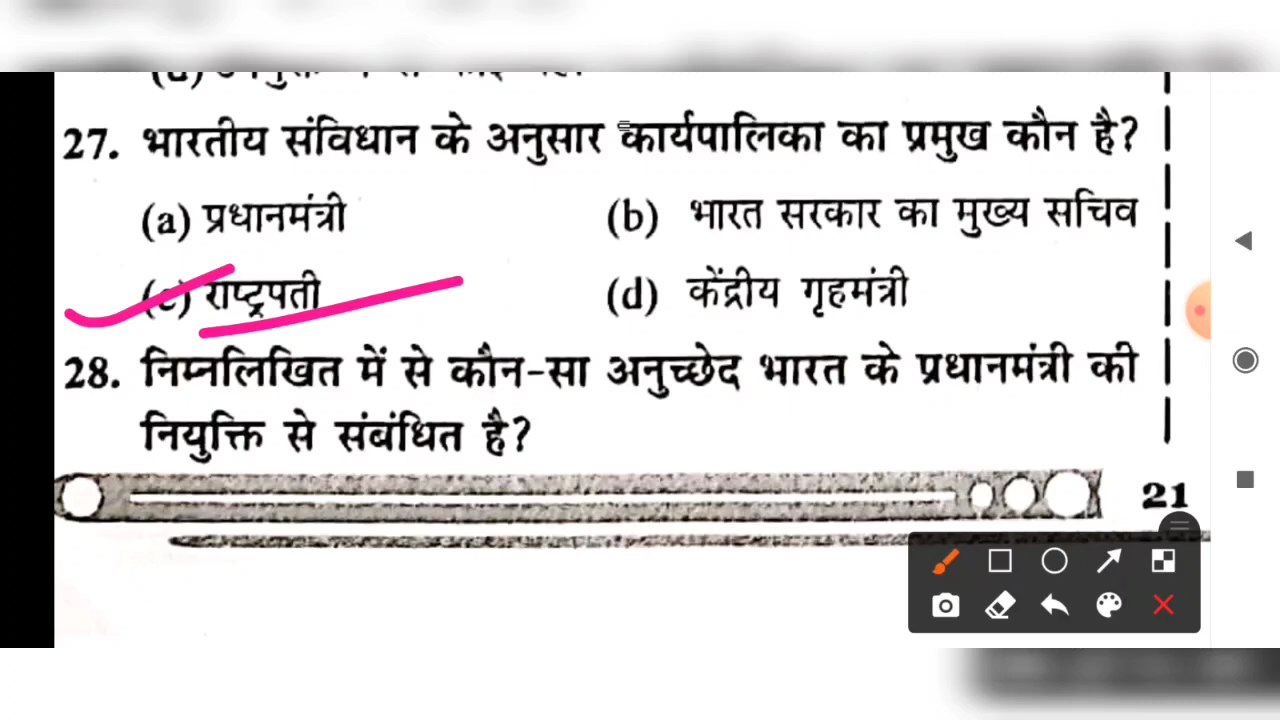 27. भारतीय संविधान के अनुसार कार्यपालिका का प्रमुख कौन है?
(a) प्रधानमंत्री (b) भारत सरकार का मुख्य सचिव
(c) राष्ट्रपती (d) केंद्रीय गृहमंत्री
28. निम्नलिखित में से कौन-सा अनुच्छेद भारत के प्रधानमंत्री की
नियुक्ति से संबंधित है?
21